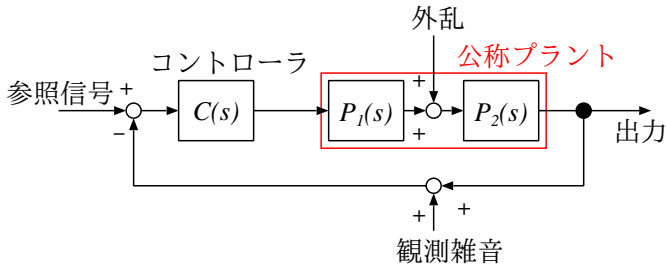 外乱
コントローラ
公称プラント
参照信号
+
−
C(s)
P1(s)
+
+
P2(s)
出力
+
+
観測雑音